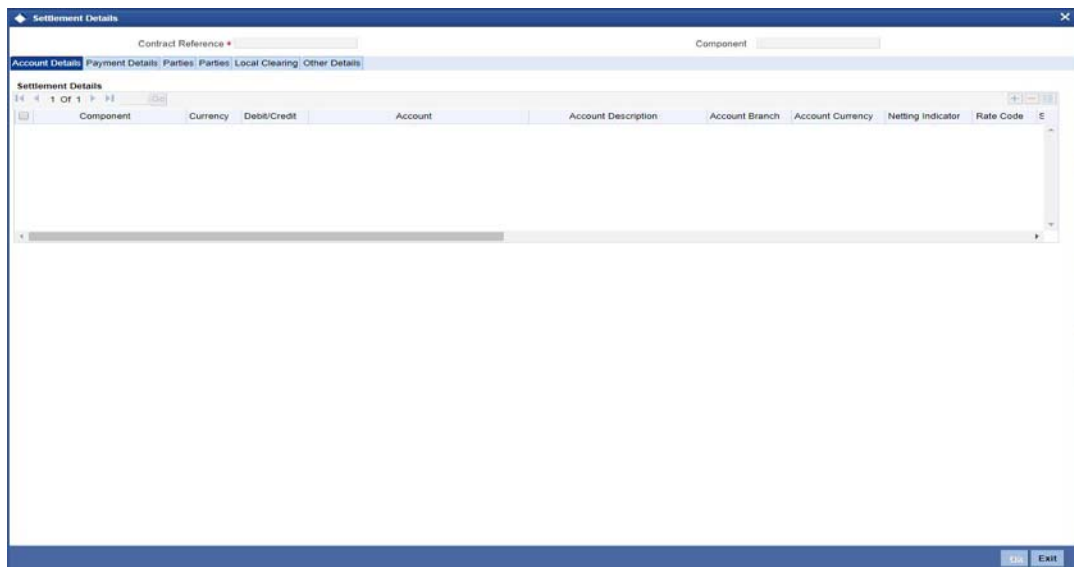 Settlement Details
Contract Reference * Component
Account Details Payment Details Parties Parties Local Clearing Other Details
Settlement Details
1 Of 1 Go
Component Currency Debit/Credit Account Account Description Account Branch Account Currency Netting Indicator Rate Code S
Ok Exit